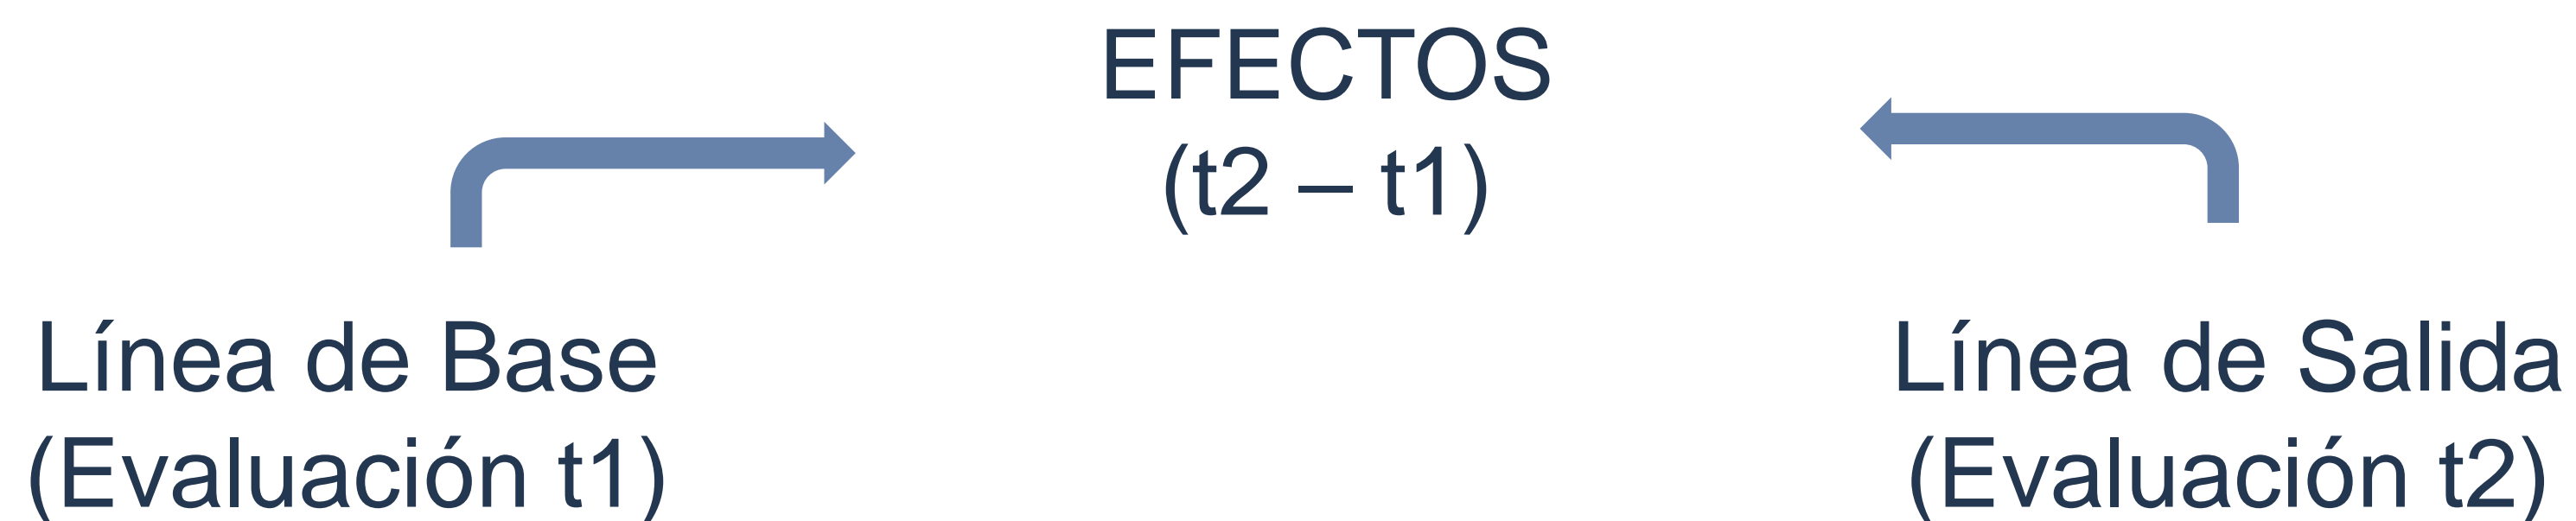 EFECTOS
(t2 – t1)
Línea de Base
(Evaluación t1)
Línea de Salida
(Evaluación t2)